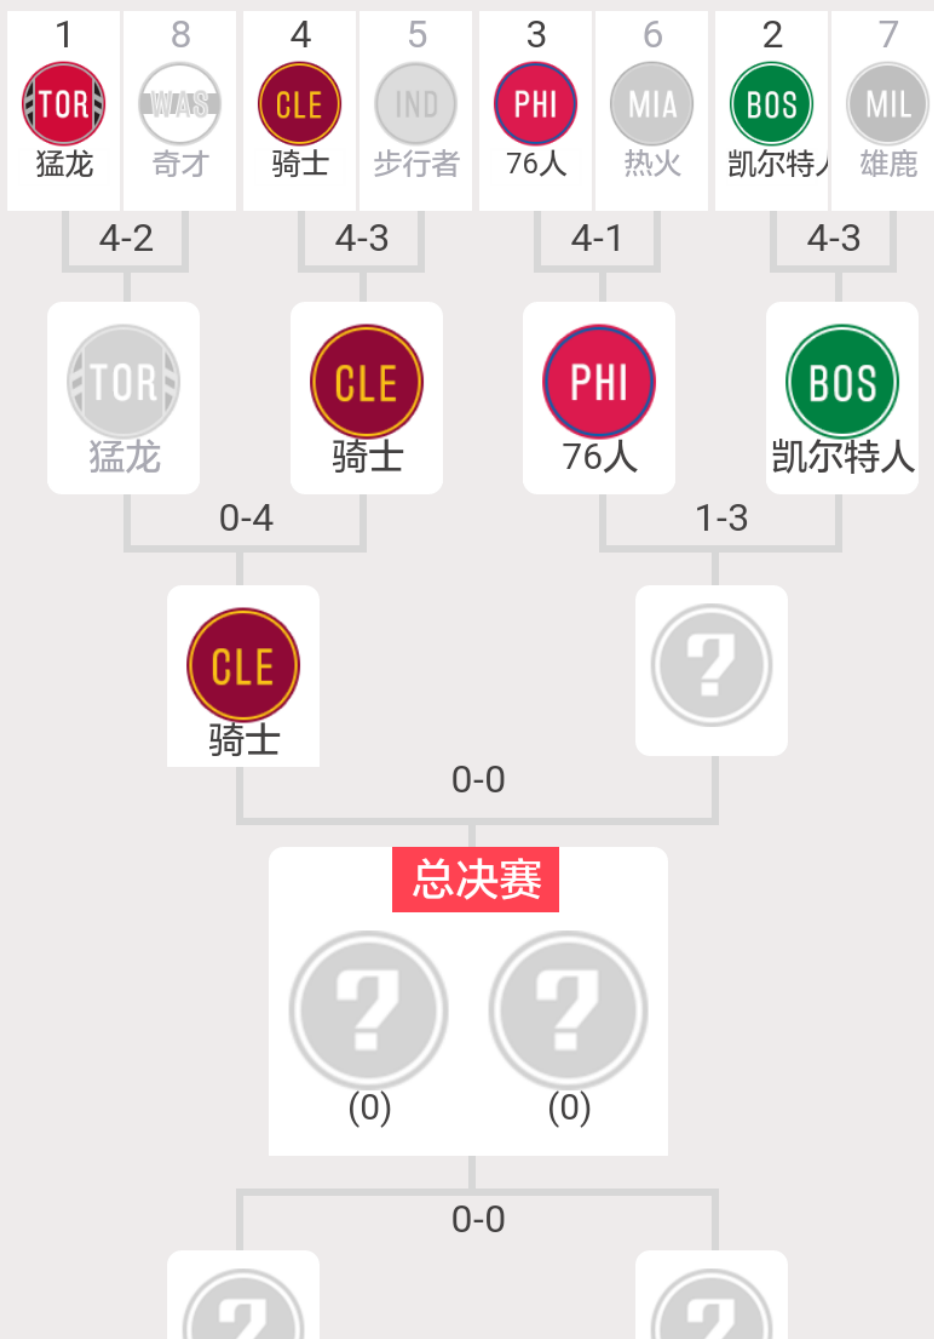 1 8 4 5 3 6 2 7
TOR WAS CLE IND PHI MIA BOS MIL
猛龙 奇才 骑士 步行者 76人 热火 凯尔特人 雄鹿
4-2 4-3 4-1 4-3
TOR CLE PHI BOS
猛龙 骑士 76人 凯尔特人
0-4 1-3
CLE ?
骑士
0-0
总决赛
? ?
(0) (0)
0-0
? ?